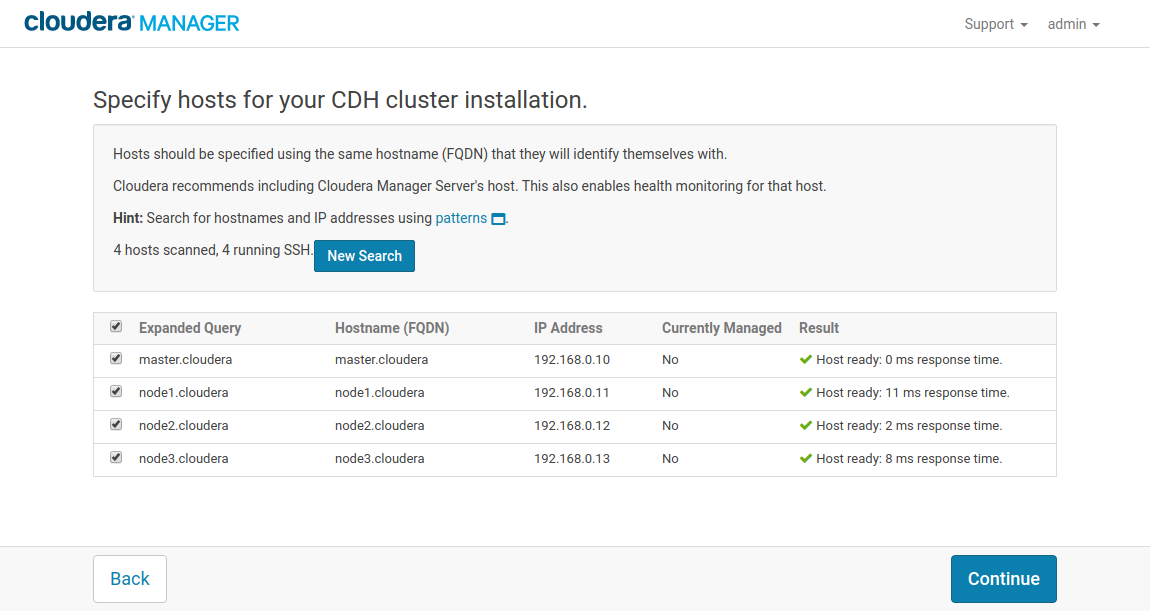 cloudera MANAGER
Support
admin
Specify hosts for your CDH cluster installation.
Hosts should be specified using the same hostname (FQDN) that they will identify themselves with.
Cloudera recommends including Cloudera Manager Server's host. This also enables health monitoring for that host.
Hint: Search for hostnames and IP addresses using patterns.
4 hosts scanned, 4 running SSH. New Search
Expanded Query Hostname (FQDN) IP Address Currently Managed Result
master.cloudera master.cloudera 192.168.0.10 No Host ready: 0 ms response time.
node1.cloudera node1.cloudera 192.168.0.11 No Host ready: 11 ms response time.
node2.cloudera node2.cloudera 192.168.0.12 No Host ready: 2 ms response time.
node3.cloudera node3.cloudera 192.168.0.13 No Host ready: 8 ms response time.
Back
Continue